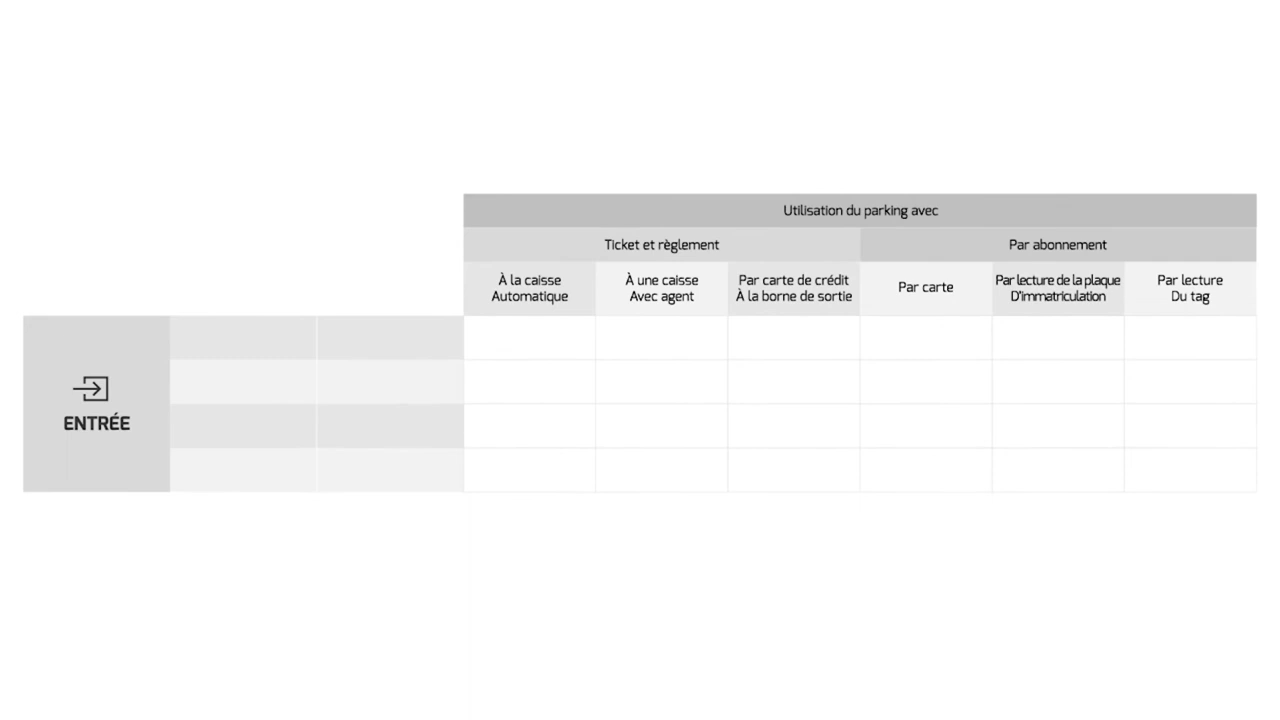 Utilisation du parking avec
Ticket et règlement
Par abonnement
À la caisse
Automatique
À une caisse
Avec agent
Par carte de crédit
À la borne de sortie
Par carte
Par lecture de la plaque
D'immatriculation
Par lecture
Du tag
ENTRÉE